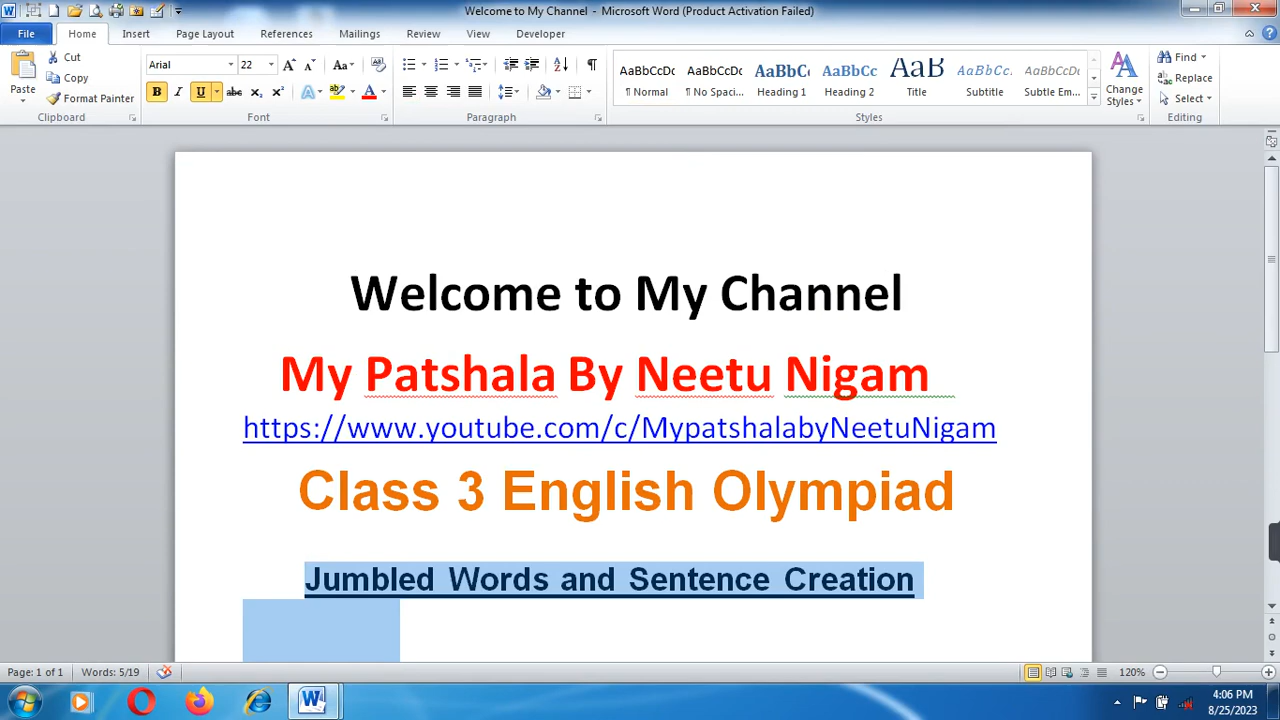 Welcome to My Channel - Microsoft Word (Product Activation Failed)
File Home Insert Page Layout References Mailings Review View Developer
Cut
Copy
Format Painter
Paste
Clipboard
Arial 22
Font
Paragraph
AaBbCcDc AaBbCcDc AaBbCc AaBbCc AaB AaBbCcDc AaBbCcDc
¶ Normal ¶ No Spaci... Heading 1 Heading 2 Title Subtitle Subtle Em...
Change
Styles
Styles
Find
Replace
Select
Editing
Welcome to My Channel
My Patshala By Neetu Nigam
https://www.youtube.com/c/MypatshalabyNeetuNigam
Class 3 English Olympiad
Jumbled Words and Sentence Creation
Page: 1 of 1 Words: 5/19 120%
4:06 PM
8/25/2023